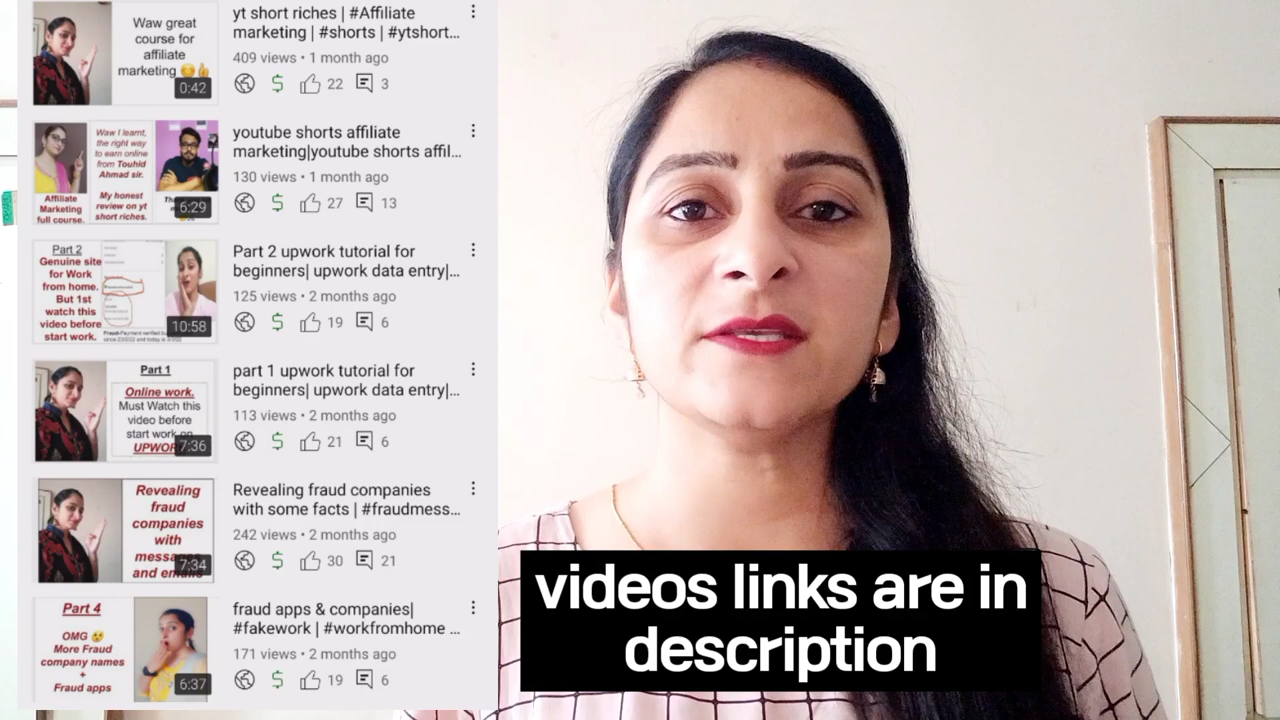 Waw great
course for
affiliate
marketing
0:42
yt short riches | #Affiliate
marketing | #shorts | #ytshort...
409 views • 1 month ago
22
3
Waw I learnt,
the right way
to earn online
from Touhid
Ahmad sir.
My honest
review on yt
short riches.
Affiliate
Marketing
full course.
6:29
youtube shorts affiliate
marketing|youtube shorts affil...
130 views • 1 month ago
27
13
Part 2
Genuine site
for Work
from home.
But 1st
watch this
video before
start work.
10:58
Part 2 upwork tutorial for
beginners| upwork data entry|...
125 views • 2 months ago
19
6
Part 1
Online work.
Must Watch this
video before
start work on
7:36
part 1 upwork tutorial for
beginners| upwork data entry|...
113 views • 2 months ago
21
6
Revealing
fraud
companies
with
and emails
7:34
Revealing fraud companies
with some facts | #fraudmess...
242 views • 2 months ago
30
21
Part 4
OMG
More Fraud
company names
+
Fraud apps
6:37
fraud apps & companies|
#fakework | #workfromhome ...
171 views • 2 months ago
19
6
videos links are in
description